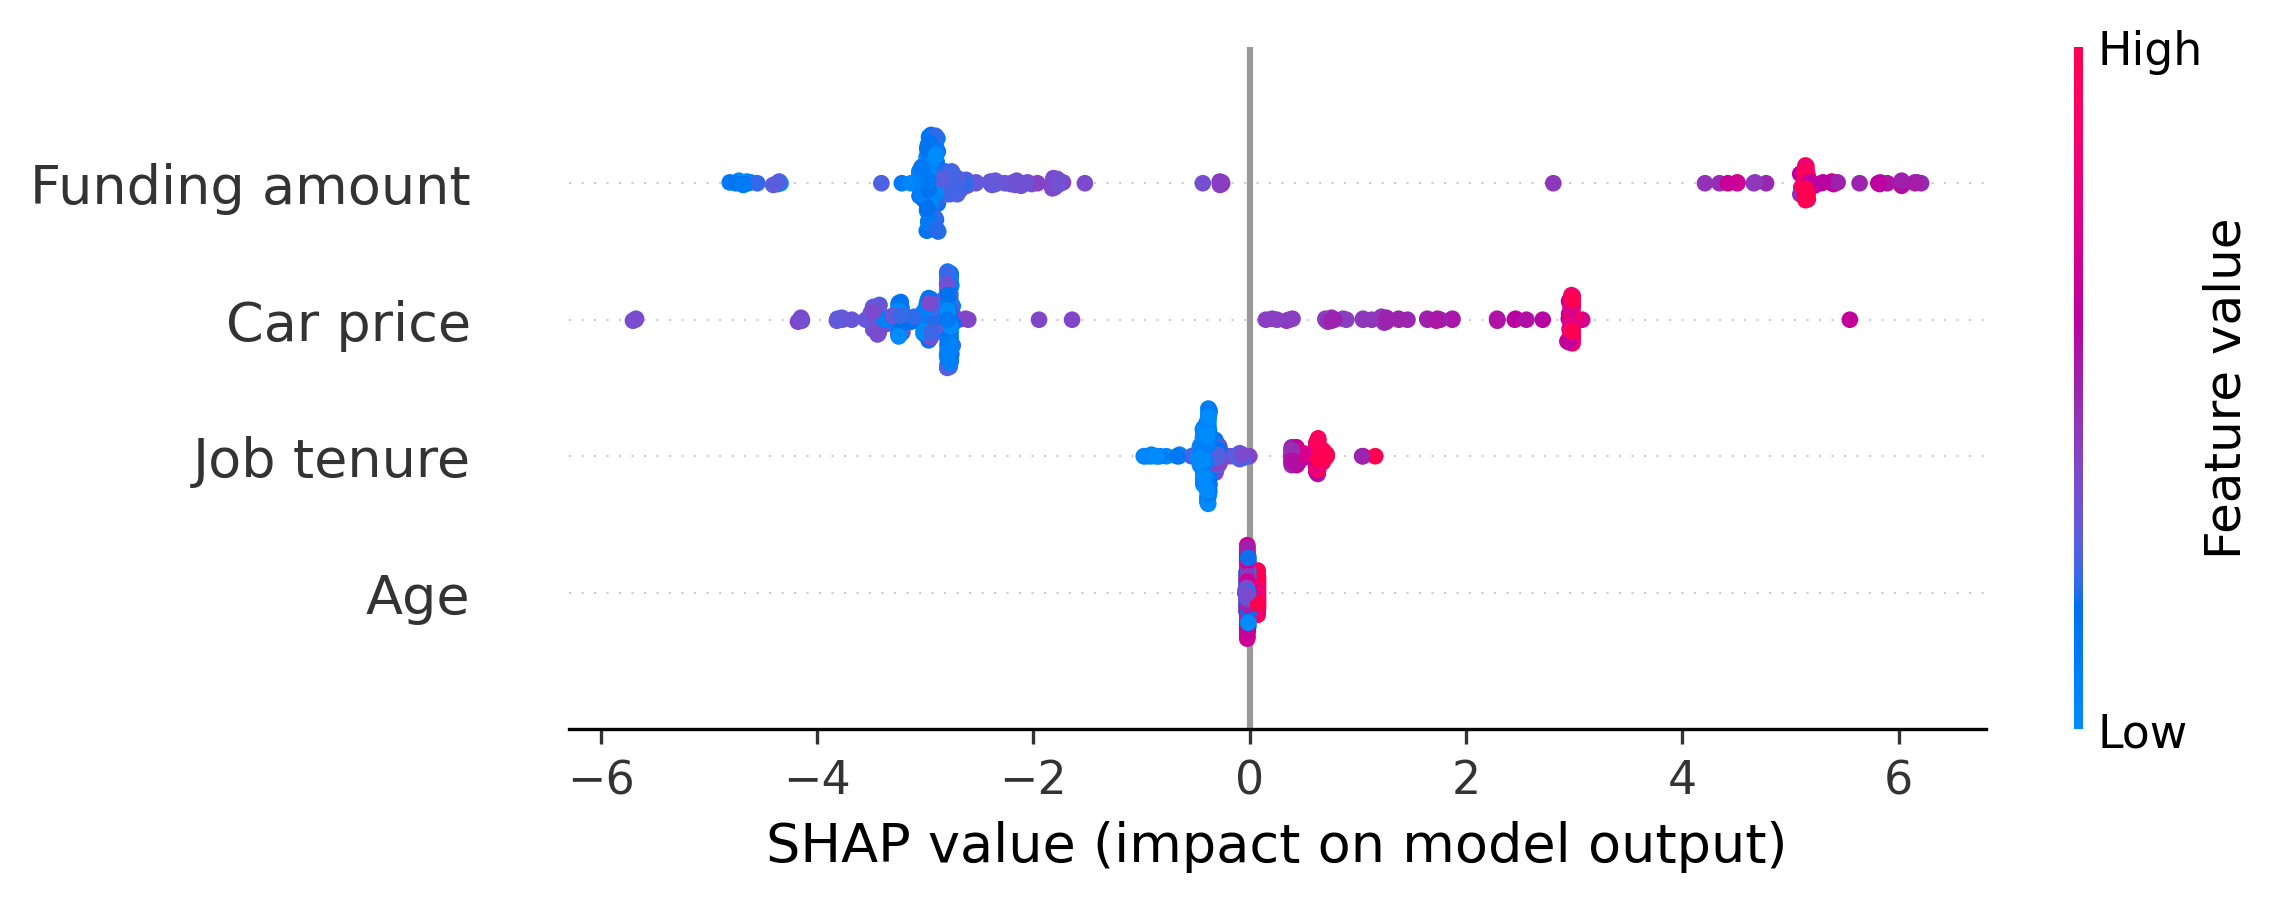 High
Funding amount
Car price
Job tenure
Age
Feature value
Low
−6 −4 −2 0 2 4 6
SHAP value (impact on model output)